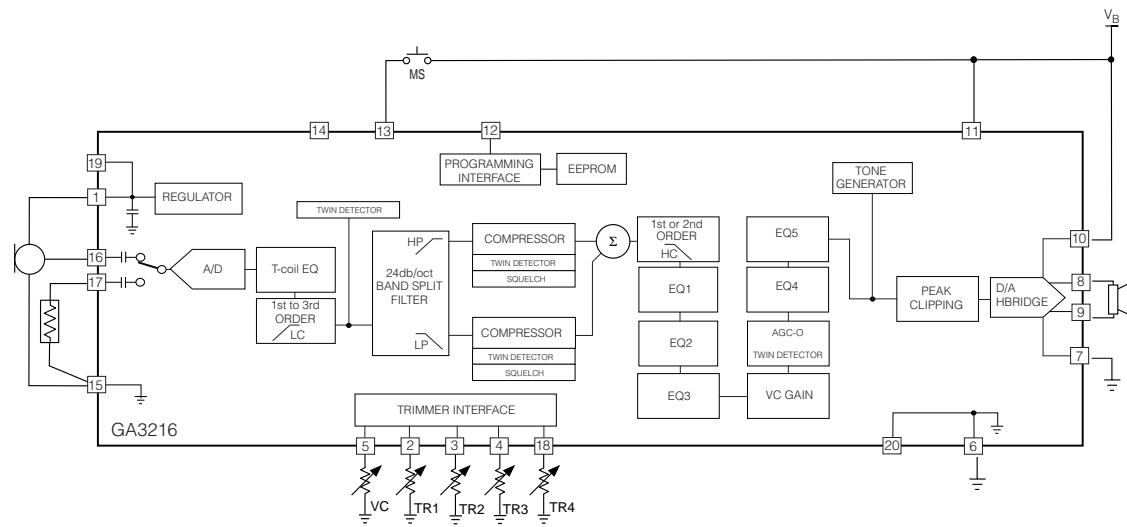 VB
MS
14
13
12
11
19
PROGRAMMING
INTERFACE
EEPROM
TONE
GENERATOR
1
REGULATOR
TWIN DETECTOR
HP
COMPRESSOR
TWIN DETECTOR
SQUELCH
Σ
1st or 2nd
ORDER
HC
EQ5
10
16
A/D
T-coil EQ
24db/oct
BAND SPLIT
FILTER
17
1st to 3rd
ORDER
LC
EQ1
EQ4
PEAK
CLIPPING
D/A
HBRIDGE
8
9
LP
COMPRESSOR
TWIN DETECTOR
SQUELCH
EQ2
AGC-O
TWIN DETECTOR
7
15
EQ3
VC GAIN
TRIMMER INTERFACE
GA3216
5
2
3
4
18
20
6
VC
TR1
TR2
TR3
TR4